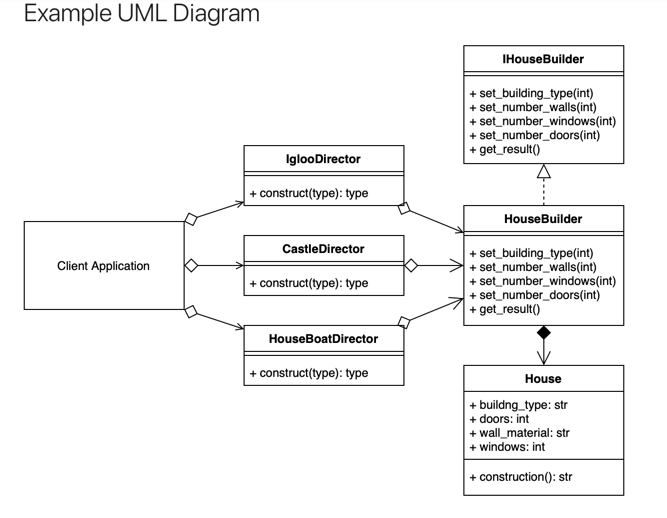 Example UML Diagram
IHouseBuilder
+ set_building_type(int)
+ set_number_walls(int)
+ set_number_windows(int)
+ set_number_doors(int)
+ get_result()
IglooDirector
+ construct(type): type
HouseBuilder
+ set_building_type(int)
+ set_number_walls(int)
+ set_number_windows(int)
+ set_number_doors(int)
+ get_result()
Client Application
CastleDirector
+ construct(type): type
HouseBoatDirector
+ construct(type): type
House
+ buildng_type: str
+ doors: int
+ wall_material: str
+ windows: int
+ construction(): str